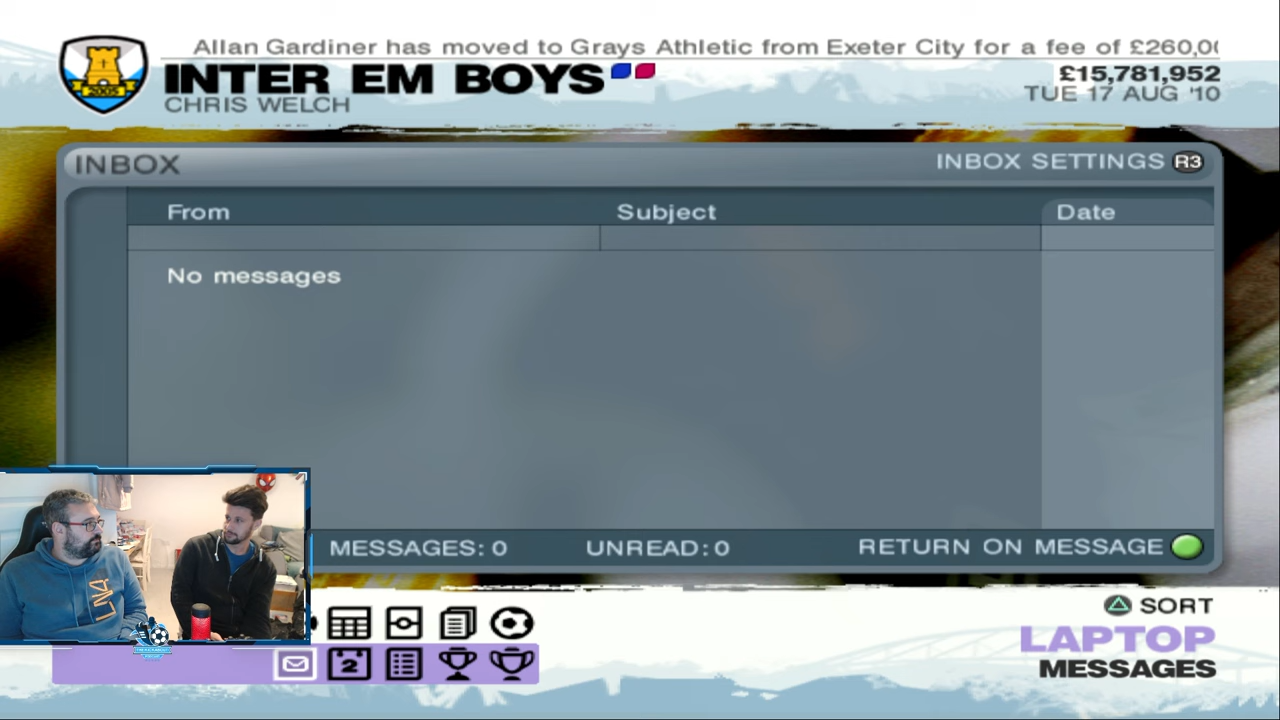 Allan Gardiner has moved to Grays Athletic from Exeter City for a fee of £260,0
INTER EM BOYS
CHRIS WELCH
£15,781,952
TUE 17 AUG '10
2005
INBOX
INBOX SETTINGS R3
From Subject Date
No messages
MESSAGES: 0 UNREAD: 0 RETURN ON MESSAGE
SORT
LAPTOP
MESSAGES
2